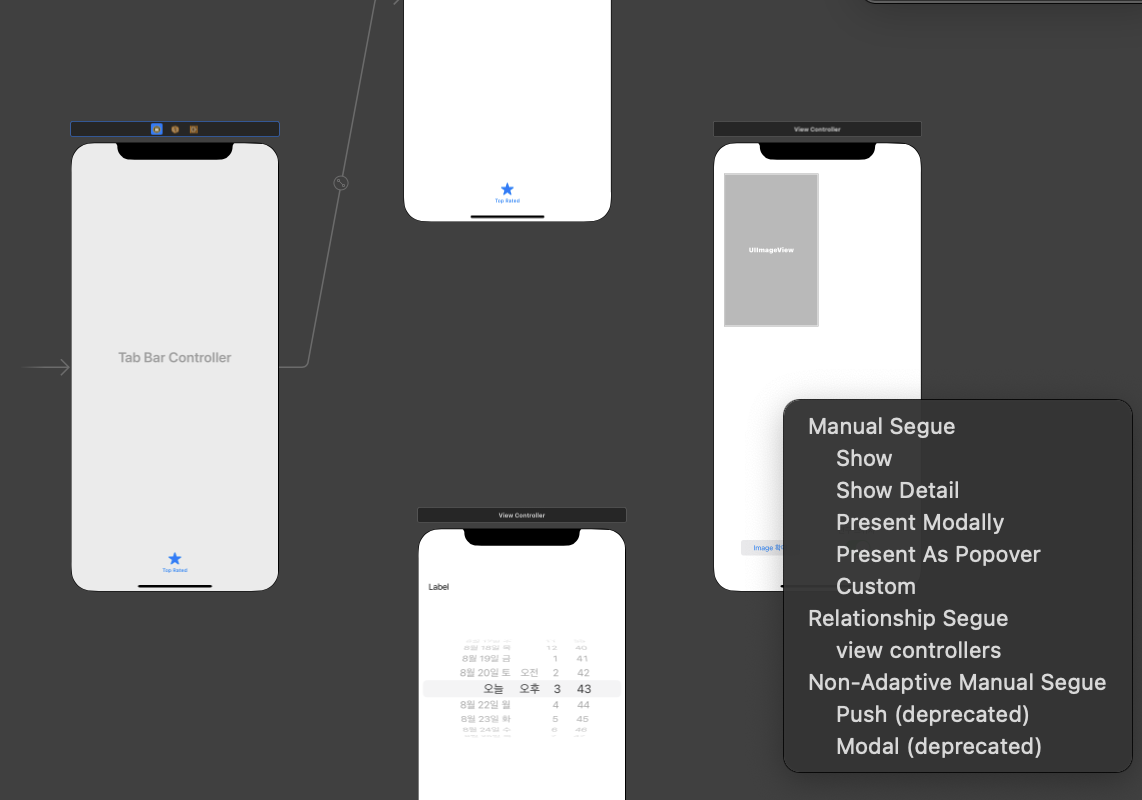 Top Rated
View Controller
UIImageView
Tab Bar Controller
Top Rated
Image
View Controller
Label
8월 18일 목 12 40
8월 19일 금 1 41
8월 20일 토 오전 2 42
오늘 오후 3 43
8월 22일 월 4 44
8월 23일 화 5 45
8월 24일 수 6 46
Manual Segue
Show
Show Detail
Present Modally
Present As Popover
Custom
Relationship Segue
view controllers
Non-Adaptive Manual Segue
Push (deprecated)
Modal (deprecated)